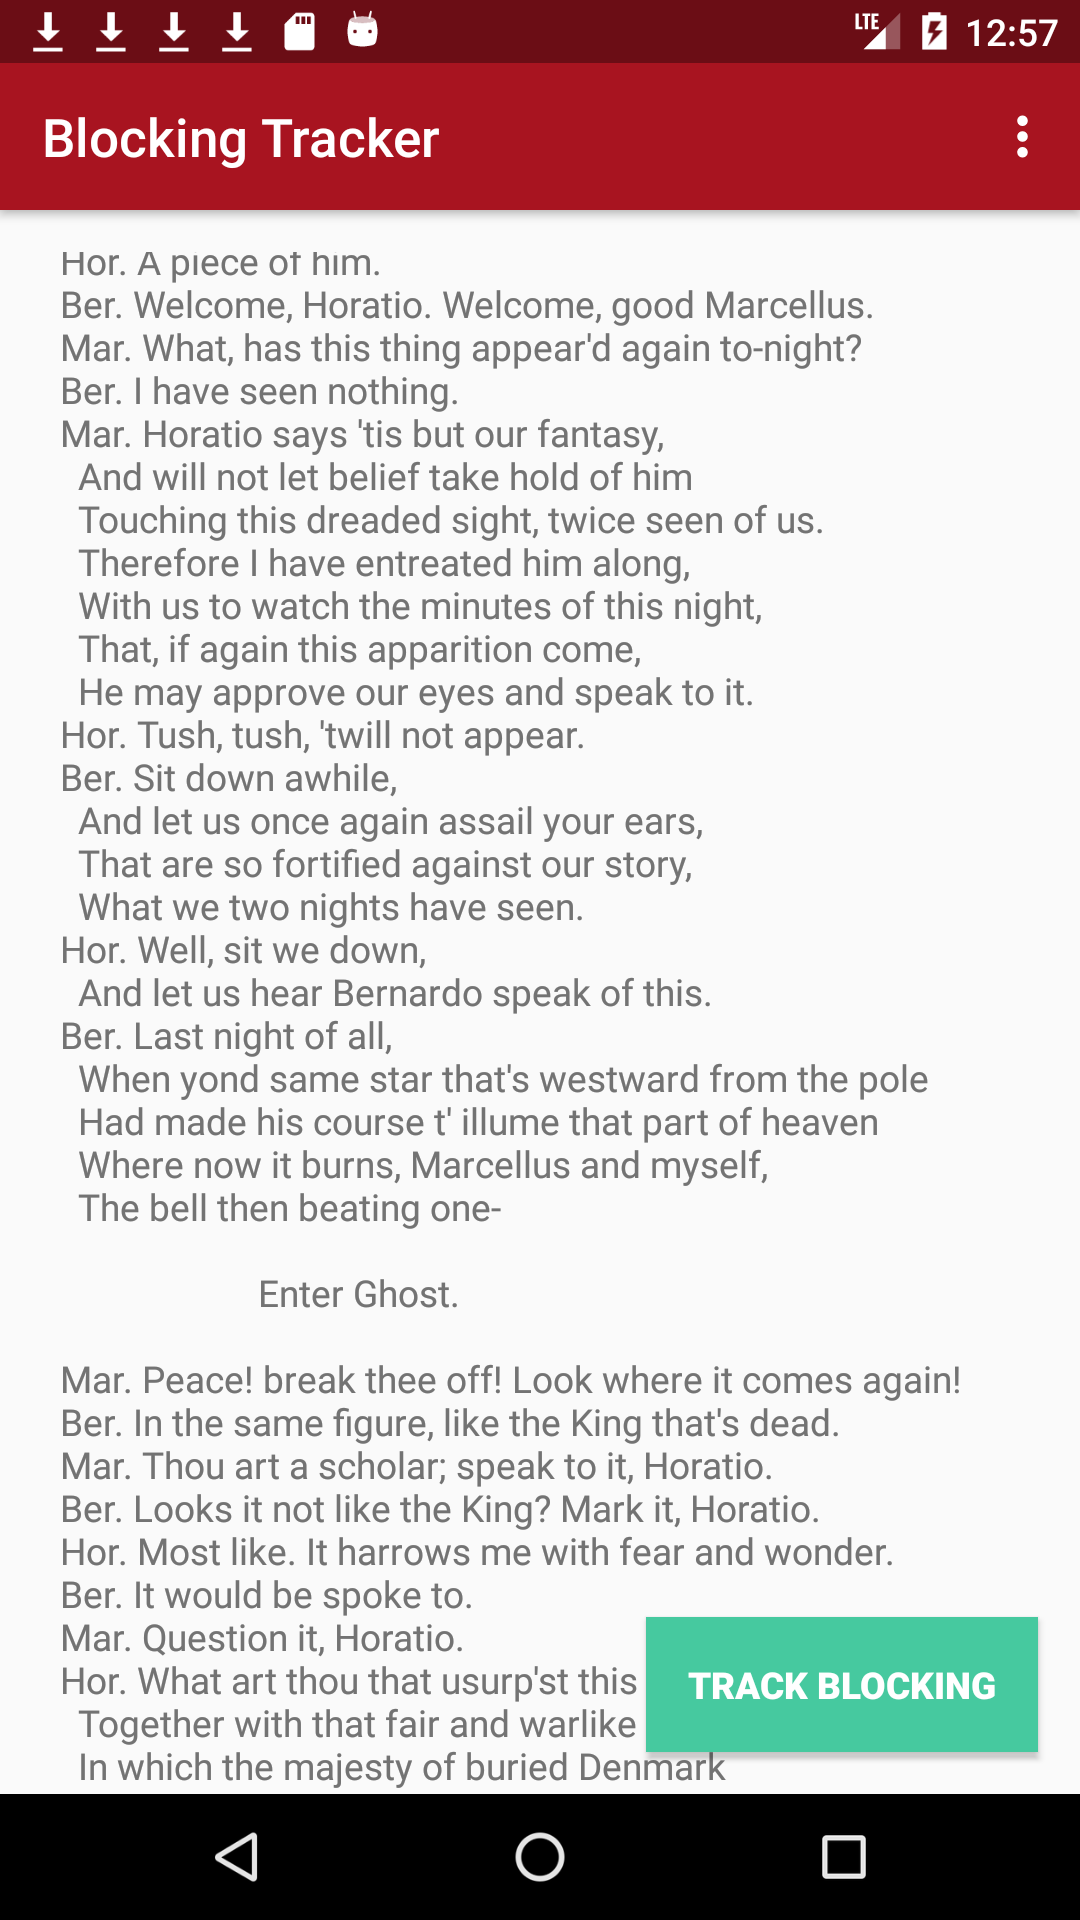 LTE 12:57
Blocking Tracker
Hor. A piece of him.
Ber. Welcome, Horatio. Welcome, good Marcellus.
Mar. What, has this thing appear'd again to-night?
Ber. I have seen nothing.
Mar. Horatio says 'tis but our fantasy,
And will not let belief take hold of him
Touching this dreaded sight, twice seen of us.
Therefore I have entreated him along,
With us to watch the minutes of this night,
That, if again this apparition come,
He may approve our eyes and speak to it.
Hor. Tush, tush, 'twill not appear.
Ber. Sit down awhile,
And let us once again assail your ears,
That are so fortified against our story,
What we two nights have seen.
Hor. Well, sit we down,
And let us hear Bernardo speak of this.
Ber. Last night of all,
When yond same star that's westward from the pole
Had made his course t' illume that part of heaven
Where now it burns, Marcellus and myself,
The bell then beating one-
Enter Ghost.
Mar. Peace! break thee off! Look where it comes again!
Ber. In the same figure, like the King that's dead.
Mar. Thou art a scholar; speak to it, Horatio.
Ber. Looks it not like the King? Mark it, Horatio.
Hor. Most like. It harrows me with fear and wonder.
Ber. It would be spoke to.
Mar. Question it, Horatio.
Hor. What art thou that usurp'st this
Together with that fair and warlike
In which the majesty of buried Denmark
TRACK BLOCKING